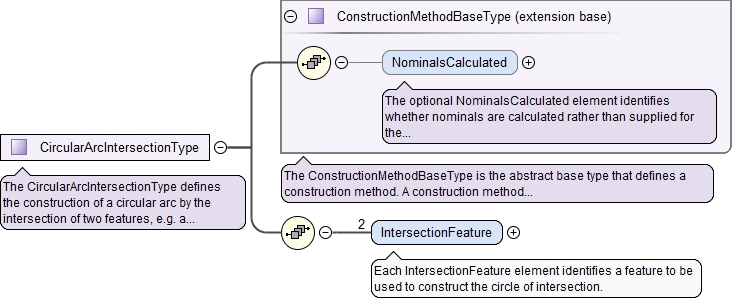 ConstructionMethodBaseType (extension base)
NominalsCalculated
The optional NominalsCalculated element identifies
whether nominals are calculated rather than supplied for
the...
CircularArcIntersectionType
The CircularArcIntersectionType defines
the construction of a circular arc by the
intersection of two features, e.g. a...
The ConstructionMethodBaseType is the abstract base type that defines a
construction method. A construction method...
2
IntersectionFeature
Each IntersectionFeature element identifies a feature to be
used to construct the circle of intersection.